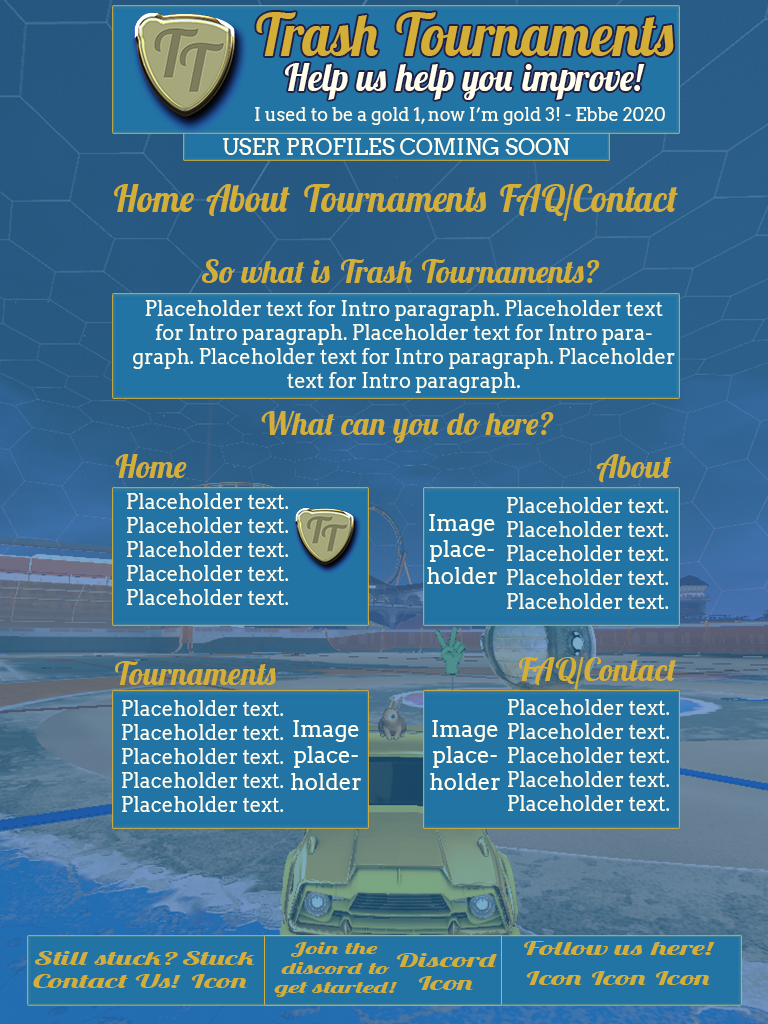 TT
Trash Tournaments
Help us help you improve!
I used to be a gold 1, now I'm gold 3! - Ebbe 2020
USER PROFILES COMING SOON
Home About Tournaments FAQ/Contact
So what is Trash Tournaments?
Placeholder text for Intro paragraph. Placeholder text
for Intro paragraph. Placeholder text for Intro para-
graph. Placeholder text for Intro paragraph. Placeholder
text for Intro paragraph.
What can you do here?
Home
Placeholder text.
Placeholder text.
Placeholder text.
Placeholder text.
Placeholder text.
TT
About
Image
place-
holder
Placeholder text.
Placeholder text.
Placeholder text.
Placeholder text.
Placeholder text.
Tournaments
Placeholder text.
Placeholder text.
Placeholder text.
Placeholder text.
Placeholder text.
Image
place-
holder
FAQ/Contact
Image
place-
holder
Placeholder text.
Placeholder text.
Placeholder text.
Placeholder text.
Placeholder text.
Still stuck?
Contact Us!
Stuck
Icon
Join the
discord to
get started!
Discord
Icon
Follow us here!
Icon Icon Icon